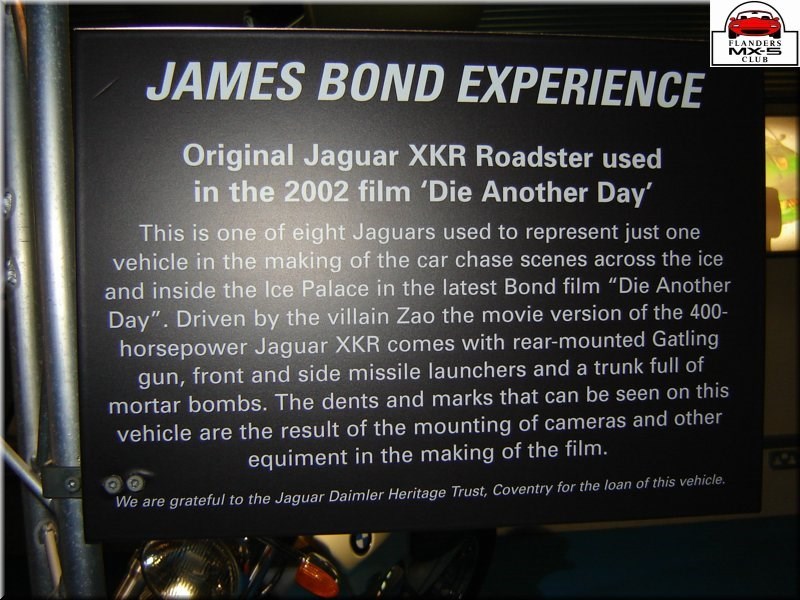 FLANDERS
MX-5
CLUB
JAMES BOND EXPERIENCE
Original Jaguar XKR Roadster used
in the 2002 film ‘Die Another Day’
This is one of eight Jaguars used to represent just one
vehicle in the making of the car chase scenes across the ice
and inside the Ice Palace in the latest Bond film “Die Another
Day”. Driven by the villain Zao the movie version of the 400-
horsepower Jaguar XKR comes with rear-mounted Gatling
gun, front and side missile launchers and a trunk full of
mortar bombs. The dents and marks that can be seen on this
vehicle are the result of the mounting of cameras and other
equiment in the making of the film.
We are grateful to the Jaguar Daimler Heritage Trust, Coventry for the loan of this vehicle.